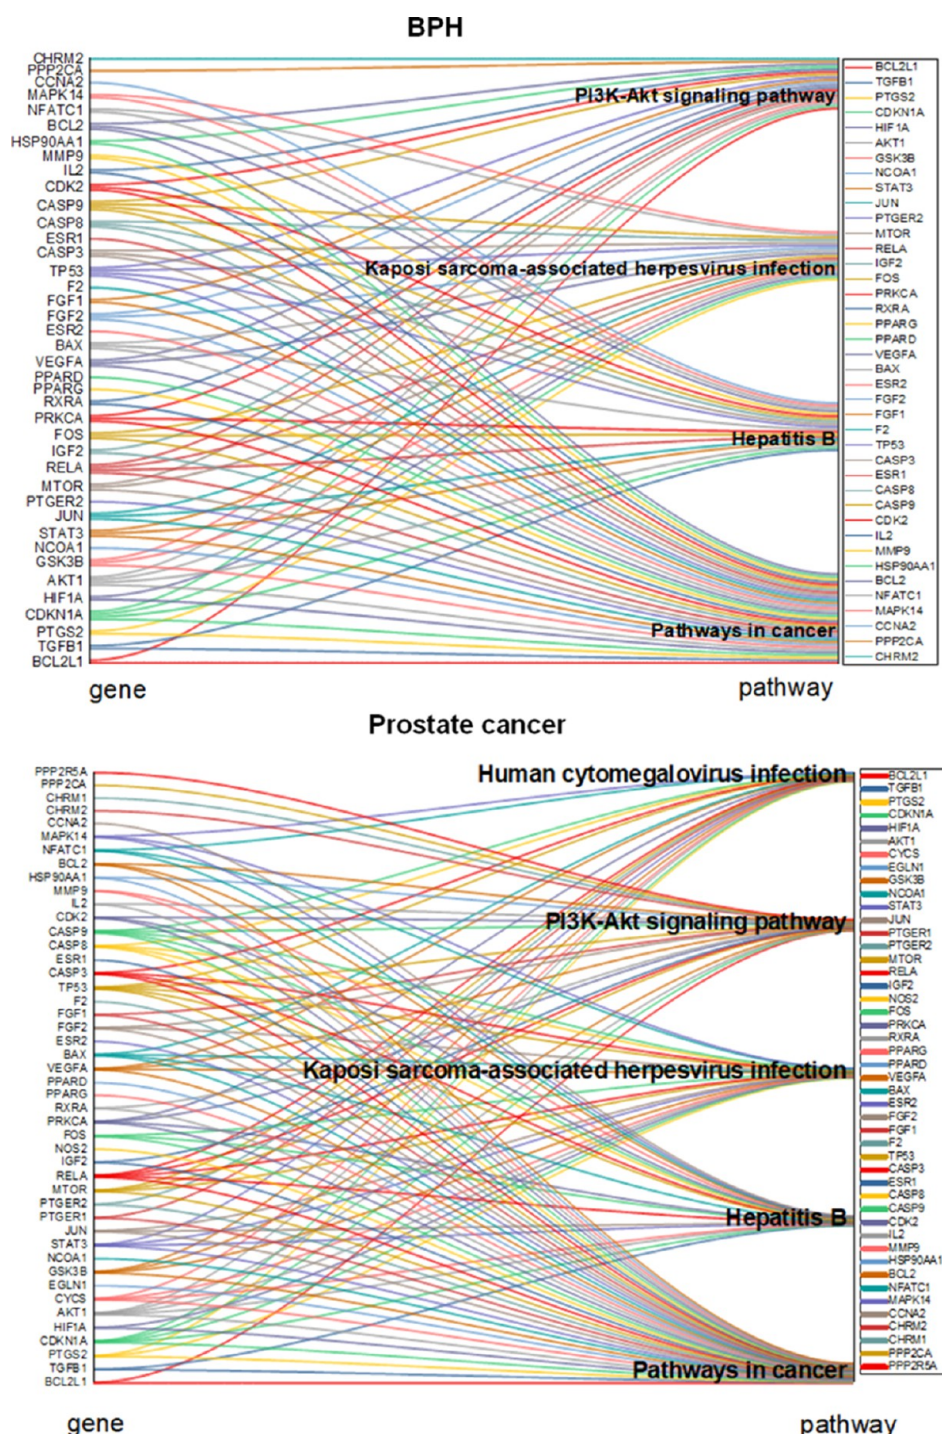 BPH
CHRM2
PPP2CA
CCNA2
MAPK14
NFATC1
BCL2
HSP90AA1
MMP9
IL2
CDK2
CASP9
CASP8
ESR1
CASP3
TP53
F2
FGF1
FGF2
ESR2
BAX
VEGFA
PPARD
PPARG
RXRA
PRKCA
FOS
IGF2
RELA
MTOR
PTGER2
JUN
STAT3
NCOA1
GSK3B
AKT1
HIF1A
CDKN1A
PTGS2
TGFB1
BCL2L1
PI3K-Akt signaling pathway
Kaposi sarcoma-associated herpesvirus infection
Hepatitis B
Pathways in cancer
BCL2L1
TGFB1
PTGS2
CDKN1A
HIF1A
AKT1
GSK3B
NCOA1
STAT3
JUN
PTGER2
MTOR
RELA
IGF2
FOS
PRKCA
RXRA
PPARG
PPARD
VEGFA
BAX
ESR2
FGF2
FGF1
F2
TP53
CASP3
ESR1
CASP8
CASP9
CDK2
IL2
MMP9
HSP90AA1
BCL2
NFATC1
MAPK14
CCNA2
PPP2CA
CHRM2
gene
pathway
Prostate cancer
PPP2R5A
PPP2CA
CHRM1
CHRM2
CCNA2
MAPK14
NFATC1
BCL2
HSP90AA1
MMP9
IL2
CDK2
CASP9
CASP8
ESR1
CASP3
TP53
F2
FGF1
FGF2
ESR2
BAX
VEGFA
PPARD
PPARG
RXRA
PRKCA
FOS
NOS2
IGF2
RELA
MTOR
PTGER2
PTGER1
JUN
STAT3
NCOA1
GSK3B
EGLN1
CYCS
AKT1
HIF1A
CDKN1A
PTGS2
TGFB1
BCL2L1
Human cytomegalovirus infection
PI3K-Akt signaling pathway
Kaposi sarcoma-associated herpesvirus infection
Hepatitis B
Pathways in cancer
BCL2L1
TGFB1
PTGS2
CDKN1A
HIF1A
AKT1
CYCS
EGLN1
GSK3B
NCOA1
STAT3
JUN
PTGER1
PTGER2
MTOR
RELA
IGF2
NOS2
FOS
PRKCA
RXRA
PPARG
PPARD
VEGFA
BAX
ESR2
FGF2
FGF1
F2
TP53
CASP3
ESR1
CASP8
CASP9
CDK2
IL2
MMP9
HSP90AA1
BCL2
NFATC1
MAPK14
CCNA2
CHRM2
CHRM1
PPP2CA
PPP2R5A
gene
pathway